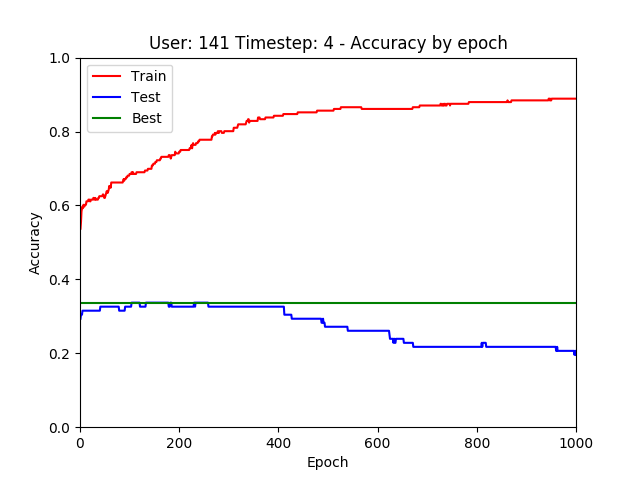 User: 141 Timestep: 4 - Accuracy by epoch
1.0
0.8
0.6
0.4
0.2
0.0
Accuracy
Train
Test
Best
0 200 400 600 800 1000
Epoch